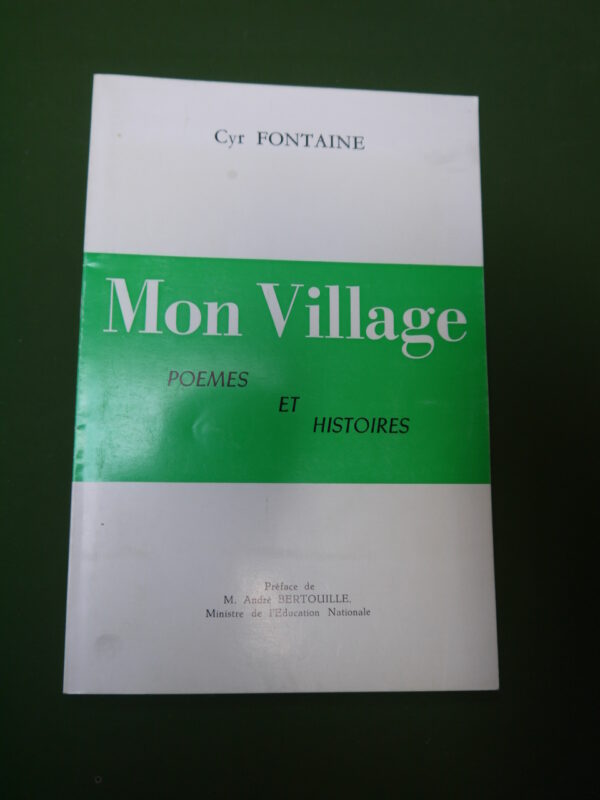 Cyr FONTAINE
Mon Village
POEMES
ET
HISTOIRES
Préface de
M. André BERTOUILLE,
Ministre de l'Education Nationale